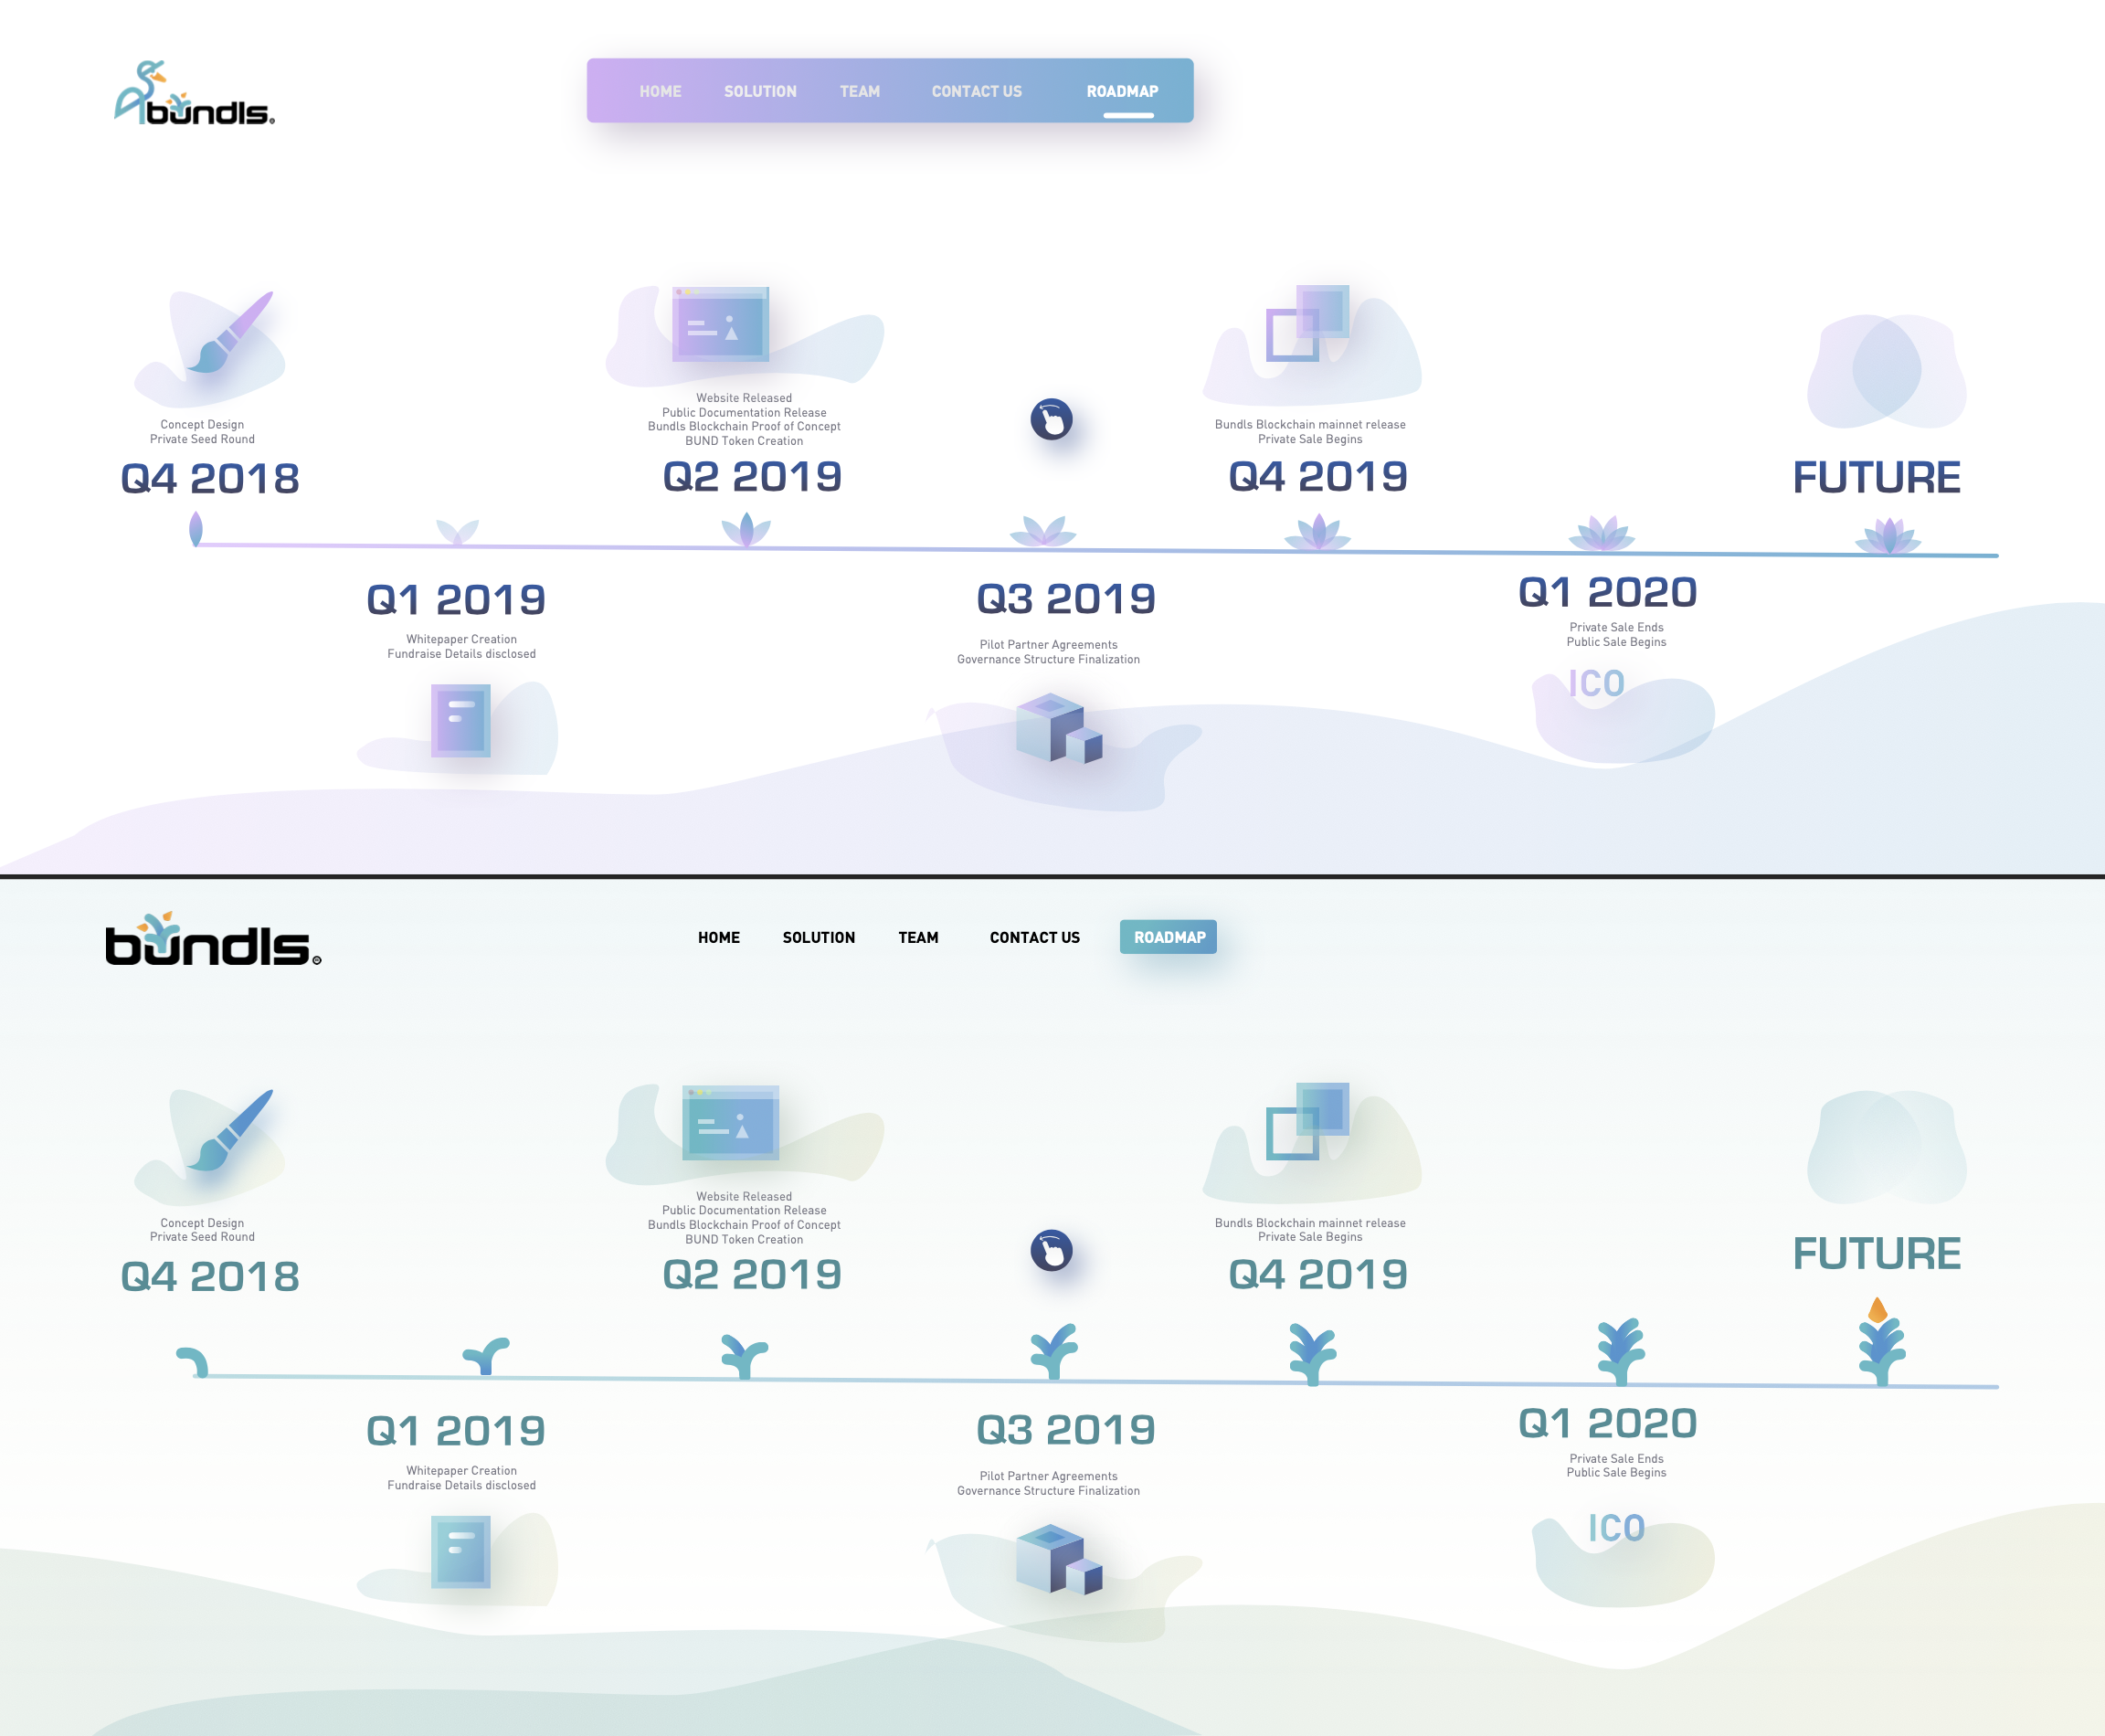 bundls
HOME SOLUTION TEAM CONTACT US ROADMAP
Concept Design
Private Seed Round
Q4 2018
Website Released
Public Documentation Release
Bundls Blockchain Proof of Concept
BUND Token Creation
Q2 2019
Bundls Blockchain mainnet release
Private Sale Begins
Q4 2019
FUTURE
Q1 2019
Whitepaper Creation
Fundraise Details disclosed
Q3 2019
Pilot Partner Agreements
Governance Structure Finalization
Q1 2020
Private Sale Ends
Public Sale Begins
ICO
bundls
HOME SOLUTION TEAM CONTACT US ROADMAP
Concept Design
Private Seed Round
Q4 2018
Website Released
Public Documentation Release
Bundls Blockchain Proof of Concept
BUND Token Creation
Q2 2019
Bundls Blockchain mainnet release
Private Sale Begins
Q4 2019
FUTURE
Q1 2019
Whitepaper Creation
Fundraise Details disclosed
Q3 2019
Pilot Partner Agreements
Governance Structure Finalization
Q1 2020
Private Sale Ends
Public Sale Begins
ICO